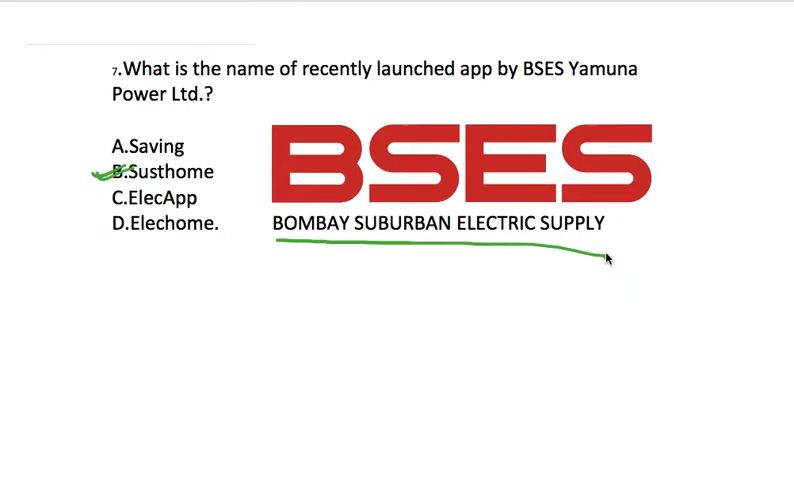 7.What is the name of recently launched app by BSES Yamuna
Power Ltd.?
A.Saving
B.Susthome
C.ElecApp
D.Elechome.
BSES
BOMBAY SUBURBAN ELECTRIC SUPPLY